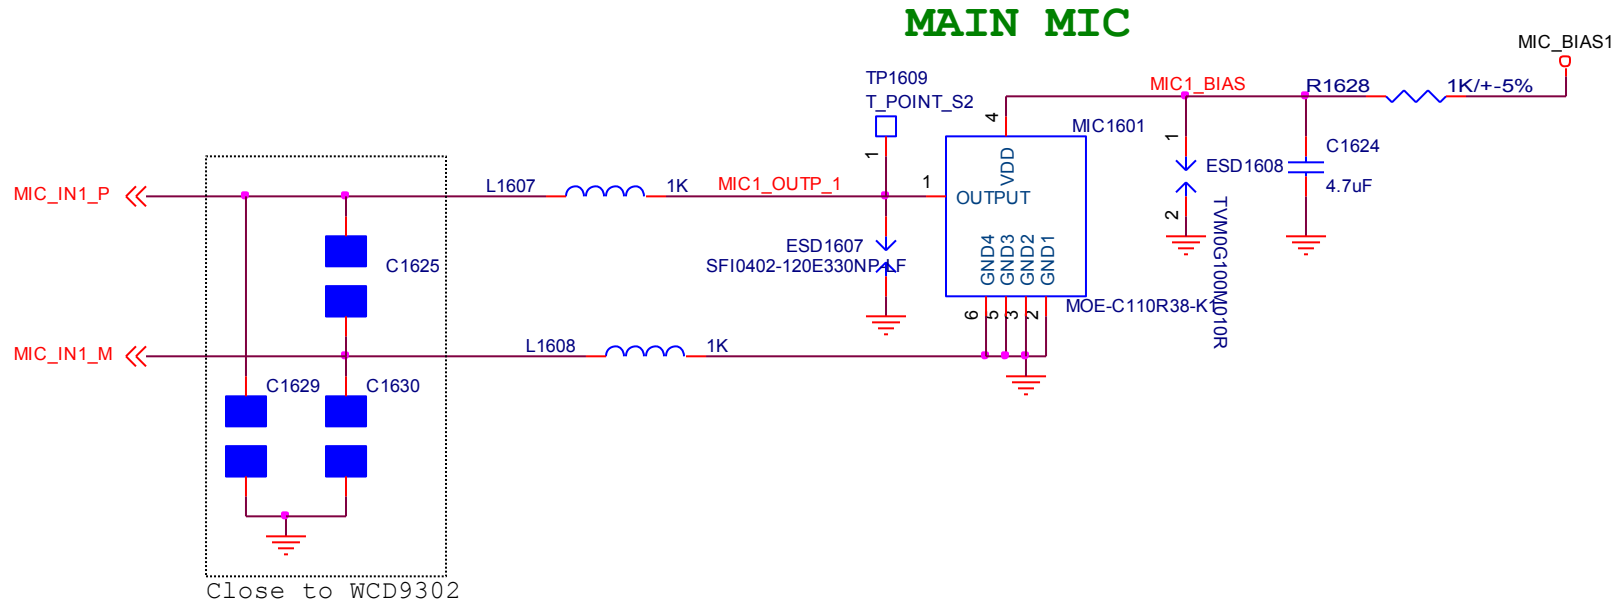 MAIN MIC
MIC_BIAS1
TP1609
T_POINT_S2
MIC1_BIAS
R1628
1K/+-5%
4
MIC1601
1
1
C1624
ESD1608
4.7uF
VDD
MIC_IN1_P
L1607
1K
MIC1_OUTP_1
1
OUTPUT
2
TVM0G100M010R
ESD1607
SFI0402-120E330NP-LF
GND4
GND3
GND2
GND1
C1625
6
5
3
2
MOE-C110R38-K1
MIC_IN1_M
L1608
1K
C1629
C1630
Close to WCD9302